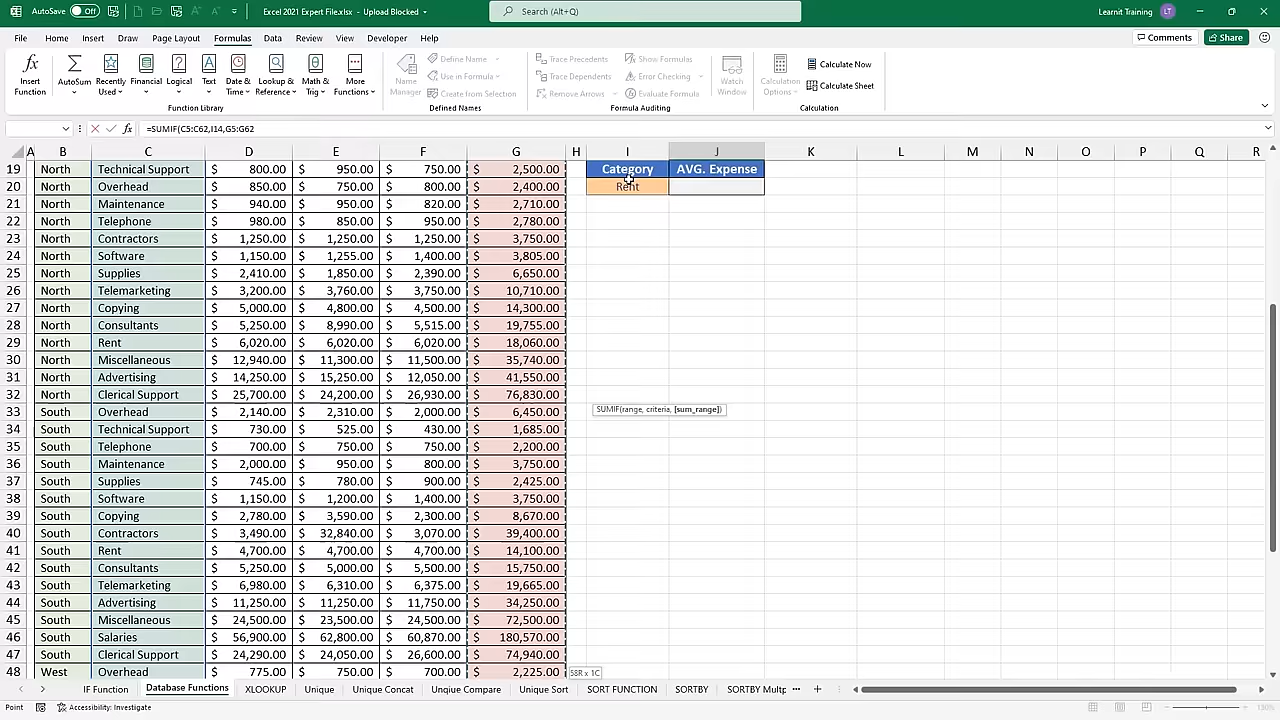 AutoSave Off Excel 2021 Expert File.xlsx - Upload Blocked Search (Alt+Q) Learnit Training LT
File Home Insert Draw Page Layout Formulas Data Review View Developer Help Comments Share
Insert Function
AutoSum
Recently Used
Financial
Logical
Text
Date & Time
Lookup & Reference
Math & Trig
More Functions
Function Library
Name Manager
Define Name
Use in Formula
Create from Selection
Defined Names
Trace Precedents
Trace Dependents
Remove Arrows
Show Formulas
Error Checking
Evaluate Formula
Formula Auditing
Watch Window
Calculation Options
Calculate Now
Calculate Sheet
Calculation
fx =SUMIF(C5:C62,I14,G5:G62
A B C D E F G H I J K L M N O P Q R
19 North Technical Support $ 800.00 $ 950.00 $ 750.00 $ 2,500.00 Category AVG. Expense
20 North Overhead $ 850.00 $ 750.00 $ 800.00 $ 2,400.00 Rent
21 North Maintenance $ 940.00 $ 950.00 $ 820.00 $ 2,710.00
22 North Telephone $ 980.00 $ 850.00 $ 950.00 $ 2,780.00
23 North Contractors $ 1,250.00 $ 1,250.00 $ 1,250.00 $ 3,750.00
24 North Software $ 1,150.00 $ 1,255.00 $ 1,400.00 $ 3,805.00
25 North Supplies $ 2,410.00 $ 1,850.00 $ 2,390.00 $ 6,650.00
26 North Telemarketing $ 3,200.00 $ 3,760.00 $ 3,750.00 $ 10,710.00
27 North Copying $ 5,000.00 $ 4,800.00 $ 4,500.00 $ 14,300.00
28 North Consultants $ 5,250.00 $ 8,990.00 $ 5,515.00 $ 19,755.00
29 North Rent $ 6,020.00 $ 6,020.00 $ 6,020.00 $ 18,060.00
30 North Miscellaneous $ 12,940.00 $ 11,300.00 $ 11,500.00 $ 35,740.00
31 North Advertising $ 14,250.00 $ 15,250.00 $ 12,050.00 $ 41,550.00
32 North Clerical Support $ 25,700.00 $ 24,200.00 $ 26,930.00 $ 76,830.00
33 South Overhead $ 2,140.00 $ 2,310.00 $ 2,000.00 $ 6,450.00 SUMIF(range, criteria, [sum_range])
34 South Technical Support $ 730.00 $ 525.00 $ 430.00 $ 1,685.00
35 South Telephone $ 700.00 $ 750.00 $ 750.00 $ 2,200.00
36 South Maintenance $ 2,000.00 $ 950.00 $ 800.00 $ 3,750.00
37 South Supplies $ 745.00 $ 780.00 $ 900.00 $ 2,425.00
38 South Software $ 1,150.00 $ 1,200.00 $ 1,400.00 $ 3,750.00
39 South Copying $ 2,780.00 $ 3,590.00 $ 2,300.00 $ 8,670.00
40 South Contractors $ 3,490.00 $ 32,840.00 $ 3,070.00 $ 39,400.00
41 South Rent $ 4,700.00 $ 4,700.00 $ 4,700.00 $ 14,100.00
42 South Consultants $ 5,250.00 $ 5,000.00 $ 5,500.00 $ 15,750.00
43 South Telemarketing $ 6,980.00 $ 6,310.00 $ 6,375.00 $ 19,665.00
44 South Advertising $ 11,250.00 $ 11,250.00 $ 11,750.00 $ 34,250.00
45 South Miscellaneous $ 24,500.00 $ 23,500.00 $ 24,500.00 $ 72,500.00
46 South Salaries $ 56,900.00 $ 62,800.00 $ 60,870.00 $ 180,570.00
47 South Clerical Support $ 24,290.00 $ 24,050.00 $ 26,600.00 $ 74,940.00
48 West Overhead $ 775.00 $ 750.00 $ 700.00 $ 2,225.00 58R x 1C
IF Function Database Functions XLOOKUP Unique Unique Concat Unqiue Compare Unique Sort SORT FUNCTION SORTBY SORTBY Multp ... +
Point Accessibility: Investigate 130%